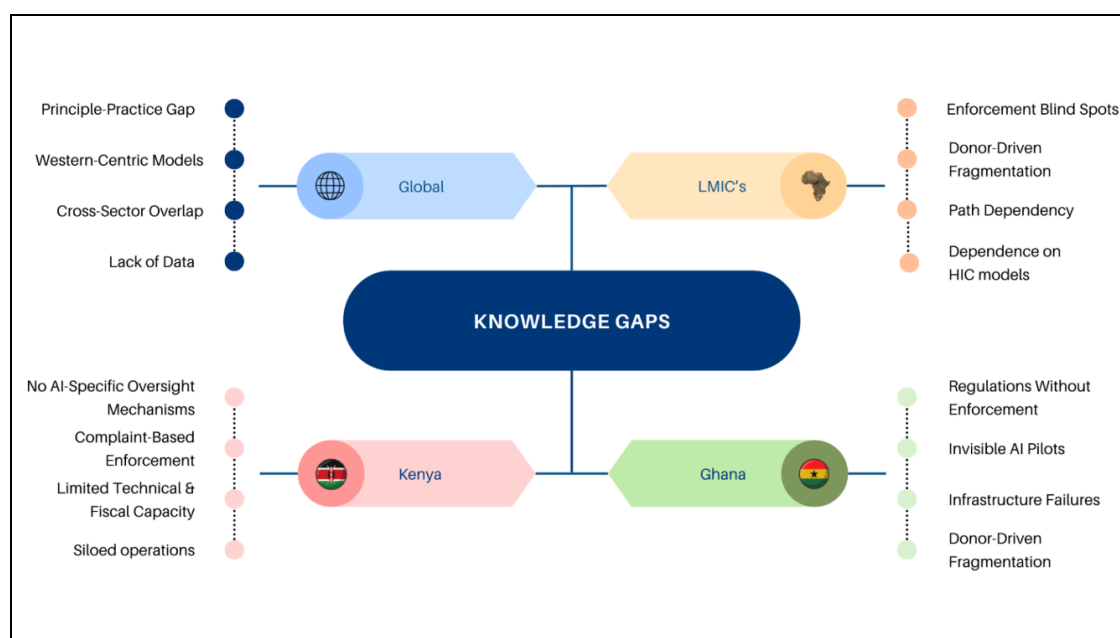 Principle-Practice Gap
Western-Centric Models
Cross-Sector Overlap
Lack of Data
Global
LMIC's
Enforcement Blind Spots
Donor-Driven
Fragmentation
Path Dependency
Dependence on
HIC models
KNOWLEDGE GAPS
No AI-Specific Oversight
Mechanisms
Complaint-Based
Enforcement
Limited Technical &
Fiscal Capacity
Siloed operations
Kenya
Ghana
Regulations Without
Enforcement
Invisible AI Pilots
Infrastructure Failures
Donor-Driven
Fragmentation